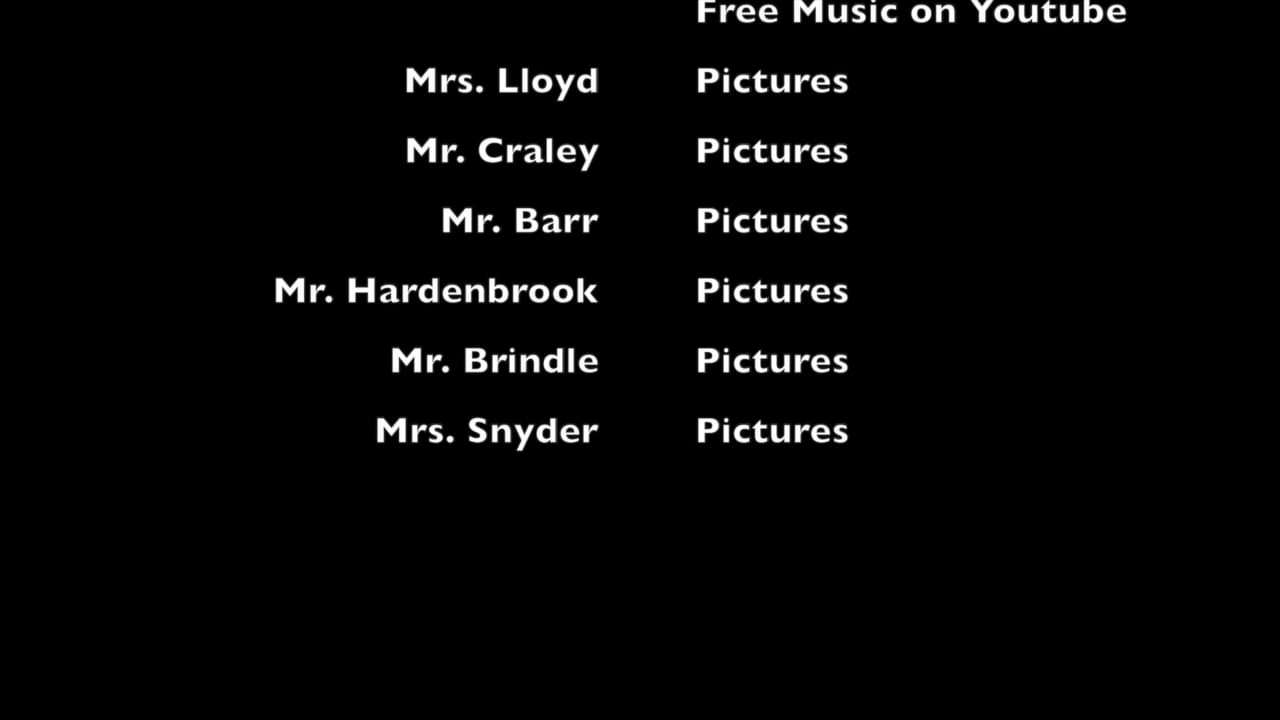 Free Music on Youtube
Mrs. Lloyd Pictures
Mr. Craley Pictures
Mr. Barr Pictures
Mr. Hardenbrook Pictures
Mr. Brindle Pictures
Mrs. Snyder Pictures